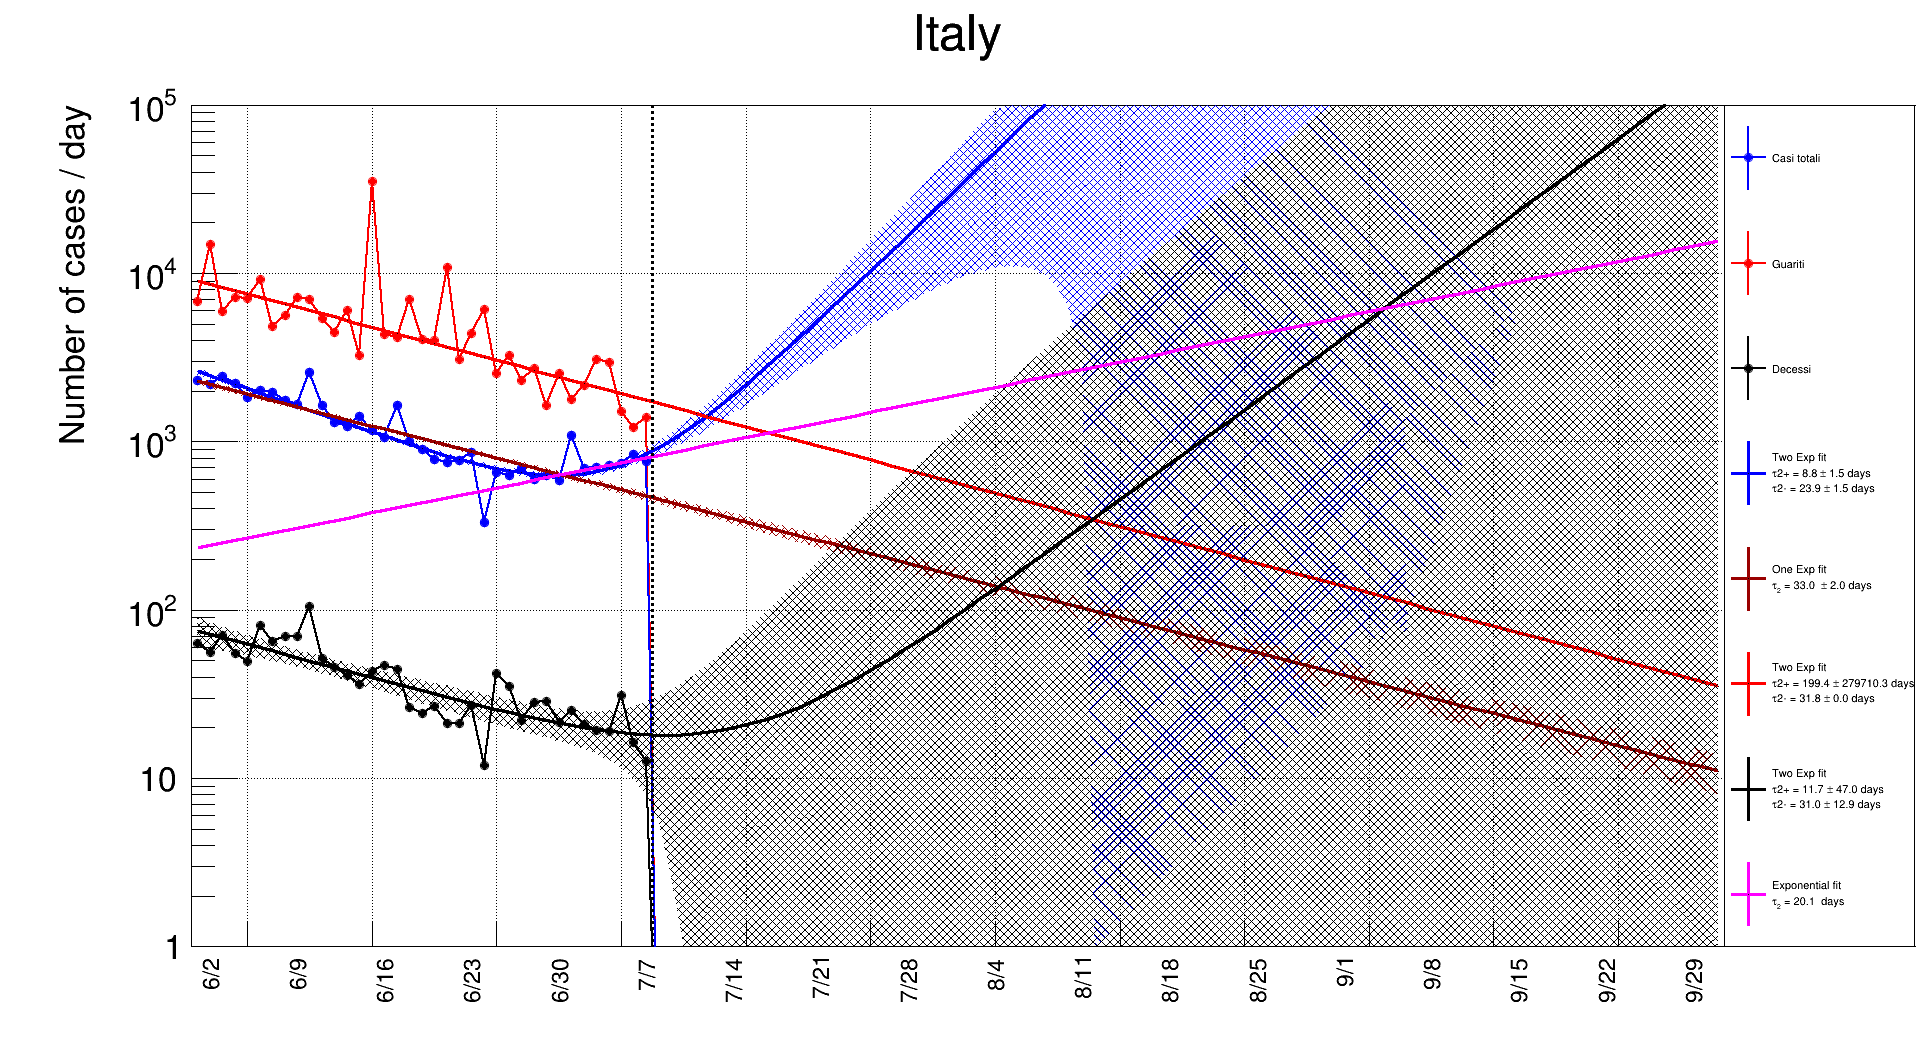 Italy
Number of cases / day
10^5
10^4
10^3
10^2
10
1
6/2
6/9
6/16
6/23
6/30
7/7
7/14
7/21
7/28
8/4
8/11
8/18
8/25
9/1
9/8
9/15
9/22
9/29
Casi totali
Guariti
Decessi
Two Exp fit
τ2+ = 8.8 ± 1.5 days
τ2- = 23.9 ± 1.5 days
One Exp fit
τ₂ = 33.0 ± 2.0 days
Two Exp fit
τ2+ = 199.4 ± 279710.3 days
τ2- = 31.8 ± 0.0 days
Two Exp fit
τ2+ = 11.7 ± 47.0 days
τ2- = 31.0 ± 12.9 days
Exponential fit
τ₂ = 20.1 days